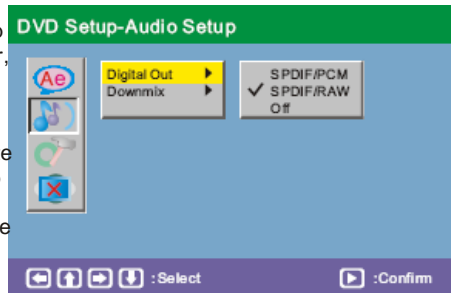 DVD Setup-Audio Setup
Ae
Digital Out
Downmix
SPDIF/PCM
SPDIF/RAW
Off
:Select
:Confirm